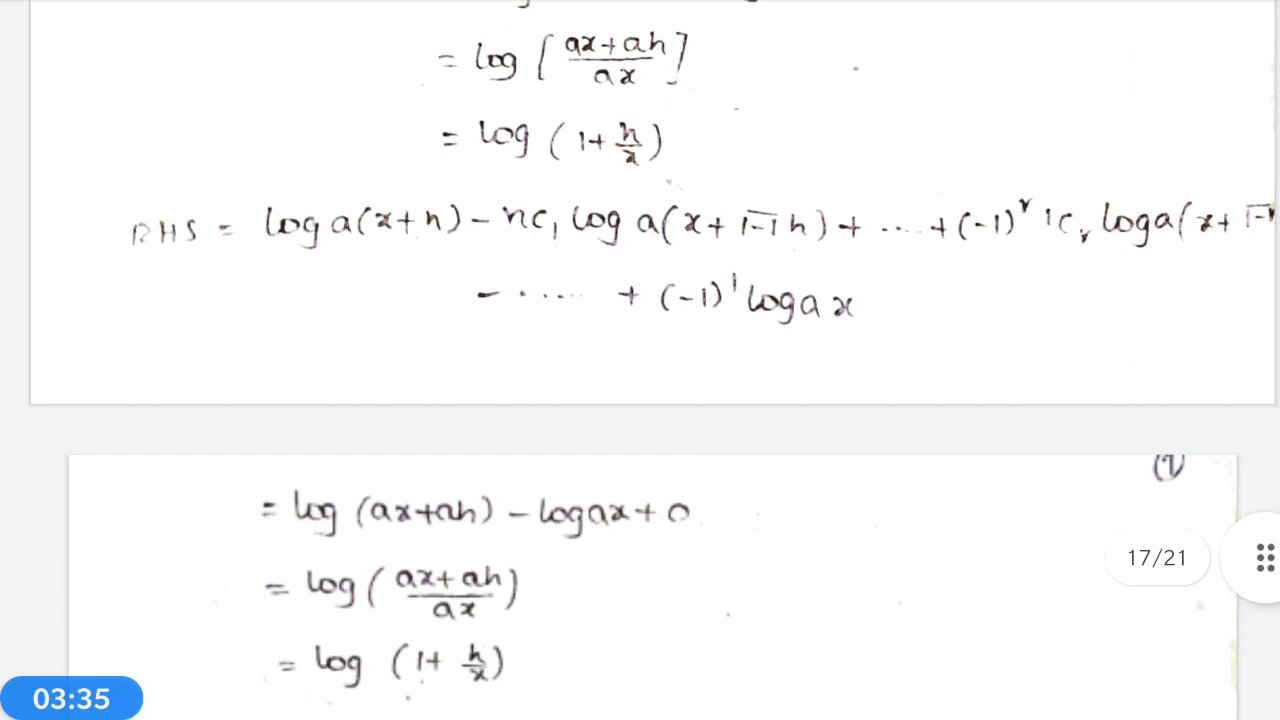 = log [ (ax+ah)/ax ]
= log (1+ h/x)
RHS = log a(x+h) - nC₁ log a(x+ 1-1 h) + .... + (-1)ʳ 1Cᵣ log a(x+ 1-r
- ..... + (-1)¹ log a x
(1)
= log (ax+ah) - log ax + 0
= log ( (ax+ah)/ax )
= log (1+ h/x)
17/21
03:35